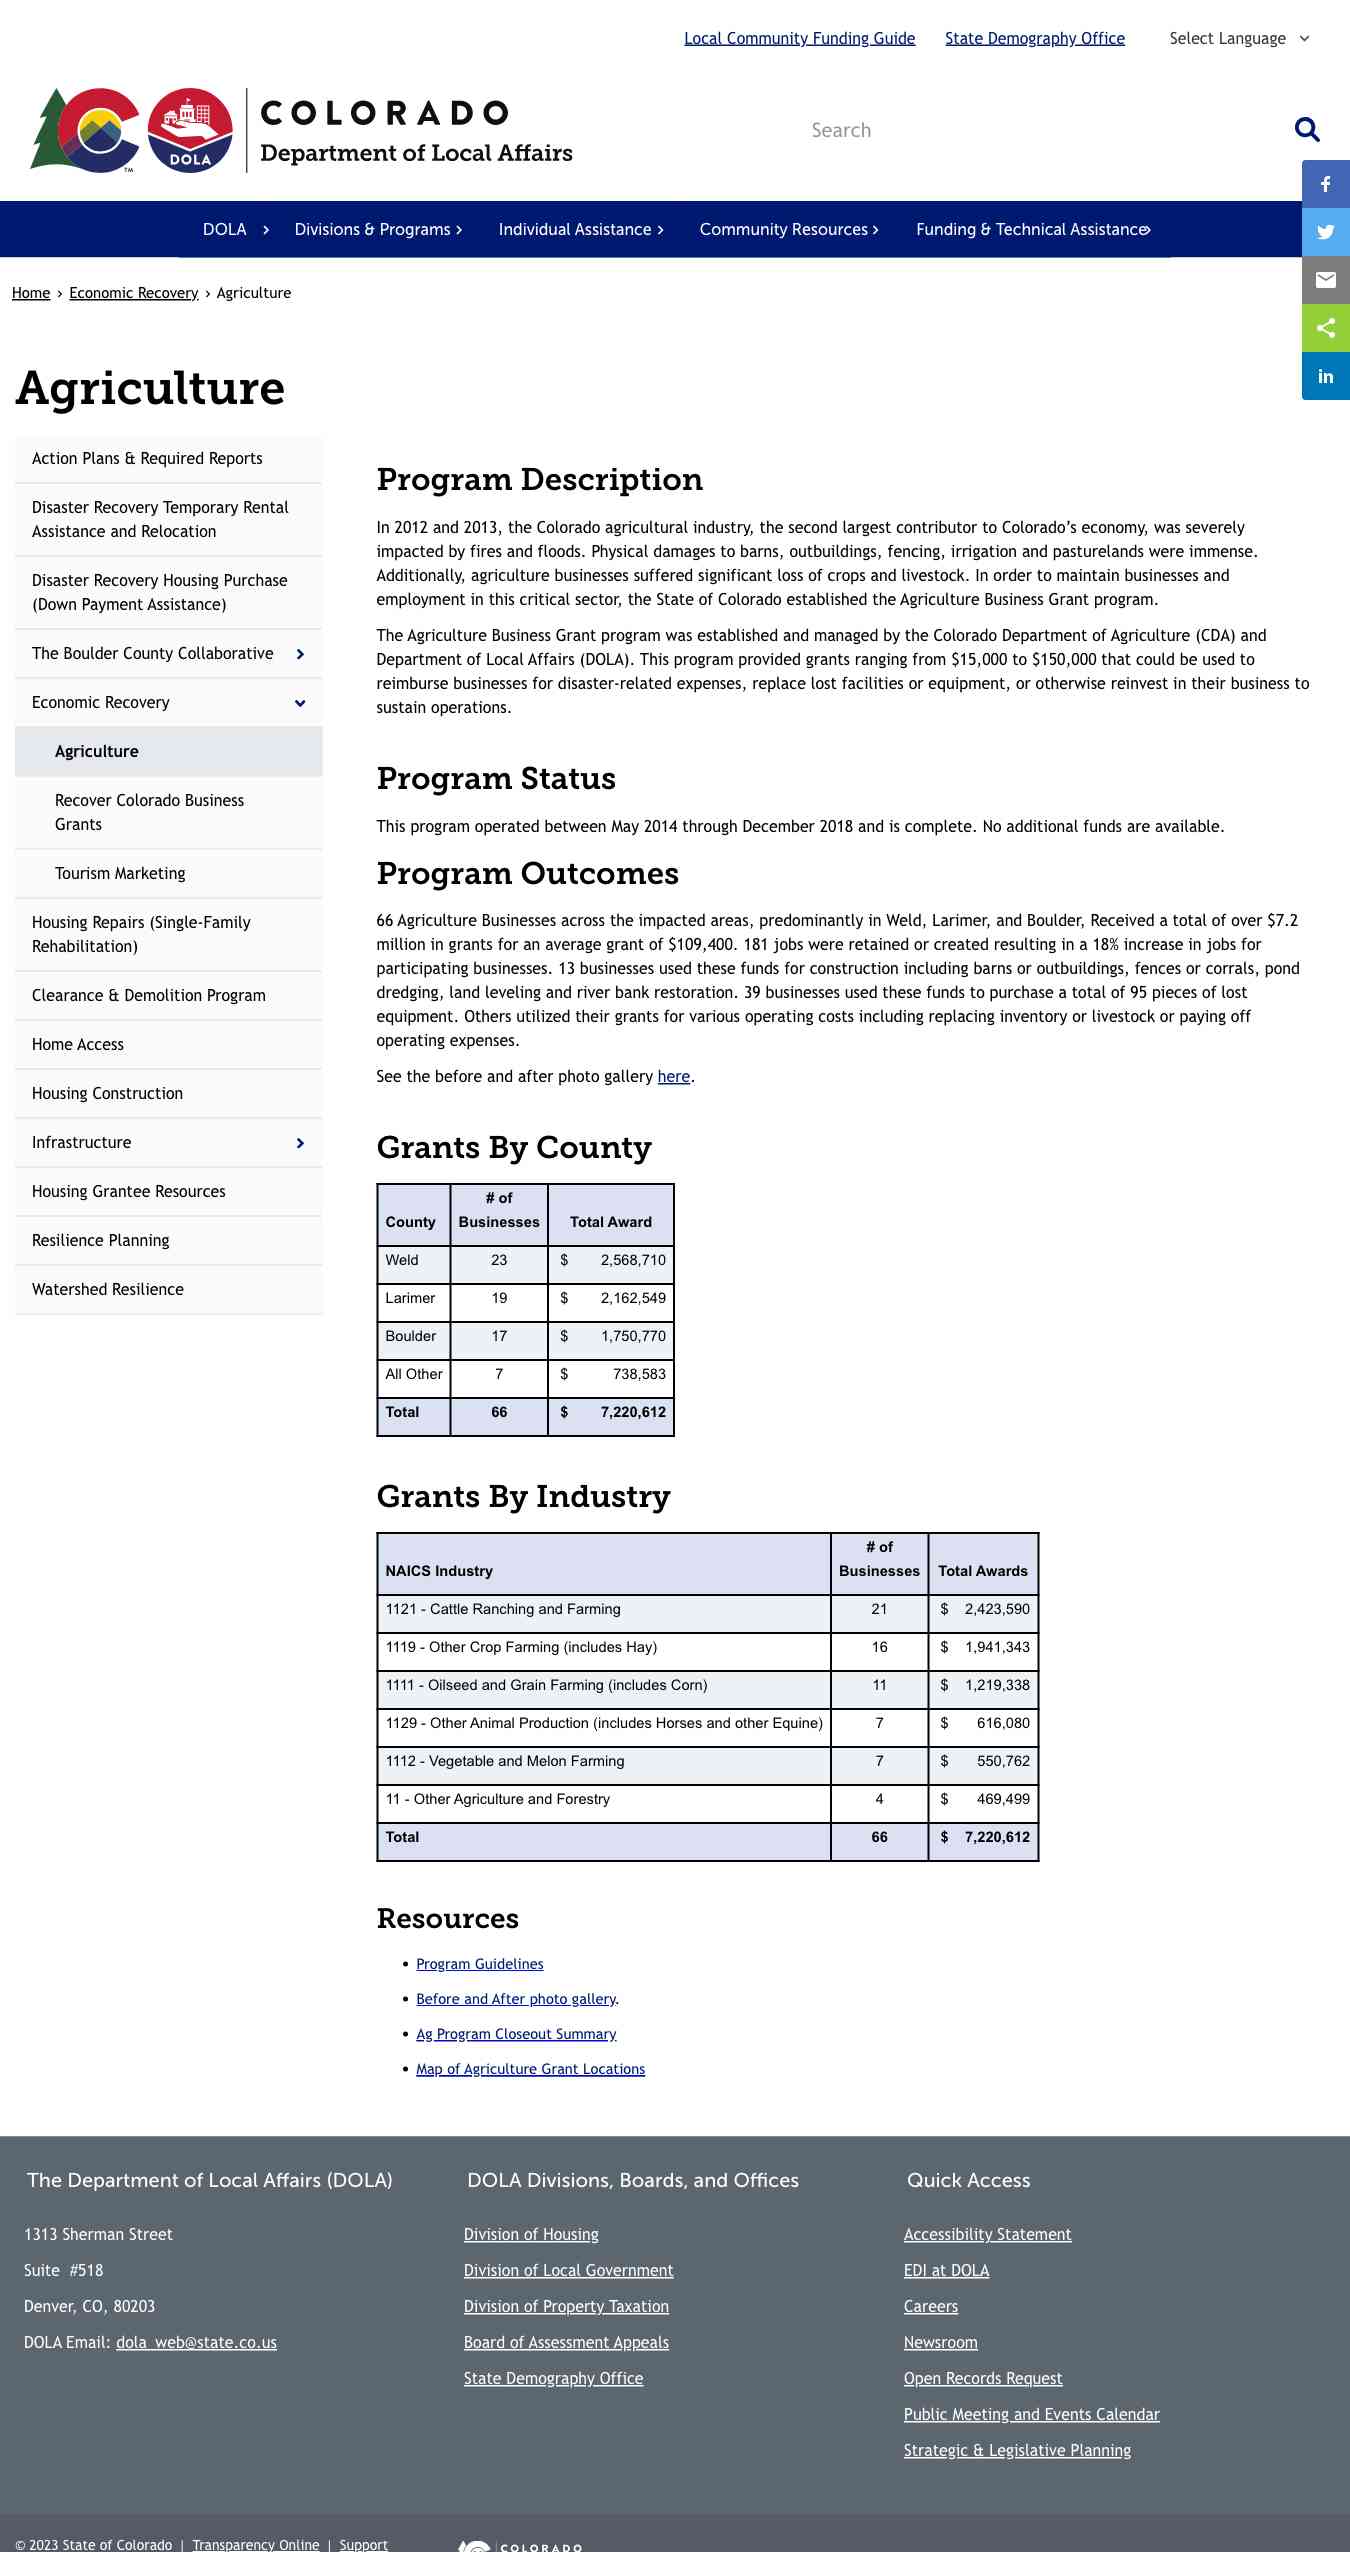 Local Community Funding Guide State Demography Office Select Language
COLORADO
Department of Local Affairs
DOLA
TM
Search
DOLA Divisions & Programs Individual Assistance Community Resources Funding & Technical Assistance
Home › Economic Recovery › Agriculture
Agriculture
Action Plans & Required Reports
Disaster Recovery Temporary Rental
Assistance and Relocation
Disaster Recovery Housing Purchase
(Down Payment Assistance)
The Boulder County Collaborative
Economic Recovery
Agriculture
Recover Colorado Business
Grants
Tourism Marketing
Housing Repairs (Single-Family
Rehabilitation)
Clearance & Demolition Program
Home Access
Housing Construction
Infrastructure
Housing Grantee Resources
Resilience Planning
Watershed Resilience
Program Description
In 2012 and 2013, the Colorado agricultural industry, the second largest contributor to Colorado’s economy, was severely
impacted by fires and floods. Physical damages to barns, outbuildings, fencing, irrigation and pasturelands were immense.
Additionally, agriculture businesses suffered significant loss of crops and livestock. In order to maintain businesses and
employment in this critical sector, the State of Colorado established the Agriculture Business Grant program.
The Agriculture Business Grant program was established and managed by the Colorado Department of Agriculture (CDA) and
Department of Local Affairs (DOLA). This program provided grants ranging from $15,000 to $150,000 that could be used to
reimburse businesses for disaster-related expenses, replace lost facilities or equipment, or otherwise reinvest in their business to
sustain operations.
Program Status
This program operated between May 2014 through December 2018 and is complete. No additional funds are available.
Program Outcomes
66 Agriculture Businesses across the impacted areas, predominantly in Weld, Larimer, and Boulder, Received a total of over $7.2
million in grants for an average grant of $109,400. 181 jobs were retained or created resulting in a 18% increase in jobs for
participating businesses. 13 businesses used these funds for construction including barns or outbuildings, fences or corrals, pond
dredging, land leveling and river bank restoration. 39 businesses used these funds to purchase a total of 95 pieces of lost
equipment. Others utilized their grants for various operating costs including replacing inventory or livestock or paying off
operating expenses.
See the before and after photo gallery here.
Grants By County
County # of Businesses Total Award
Weld 23 $ 2,568,710
Larimer 19 $ 2,162,549
Boulder 17 $ 1,750,770
All Other 7 $ 738,583
Total 66 $ 7,220,612
Grants By Industry
NAICS Industry # of Businesses Total Awards
1121 - Cattle Ranching and Farming 21 $ 2,423,590
1119 - Other Crop Farming (includes Hay) 16 $ 1,941,343
1111 - Oilseed and Grain Farming (includes Corn) 11 $ 1,219,338
1129 - Other Animal Production (includes Horses and other Equine) 7 $ 616,080
1112 - Vegetable and Melon Farming 7 $ 550,762
11 - Other Agriculture and Forestry 4 $ 469,499
Total 66 $ 7,220,612
Resources
• Program Guidelines
• Before and After photo gallery.
• Ag Program Closeout Summary
• Map of Agriculture Grant Locations
The Department of Local Affairs (DOLA)
1313 Sherman Street
Suite #518
Denver, CO, 80203
DOLA Email: dola_web@state.co.us
DOLA Divisions, Boards, and Offices
Division of Housing
Division of Local Government
Division of Property Taxation
Board of Assessment Appeals
State Demography Office
Quick Access
Accessibility Statement
EDI at DOLA
Careers
Newsroom
Open Records Request
Public Meeting and Events Calendar
Strategic & Legislative Planning
© 2023 State of Colorado | Transparency Online | Support
COLORADO